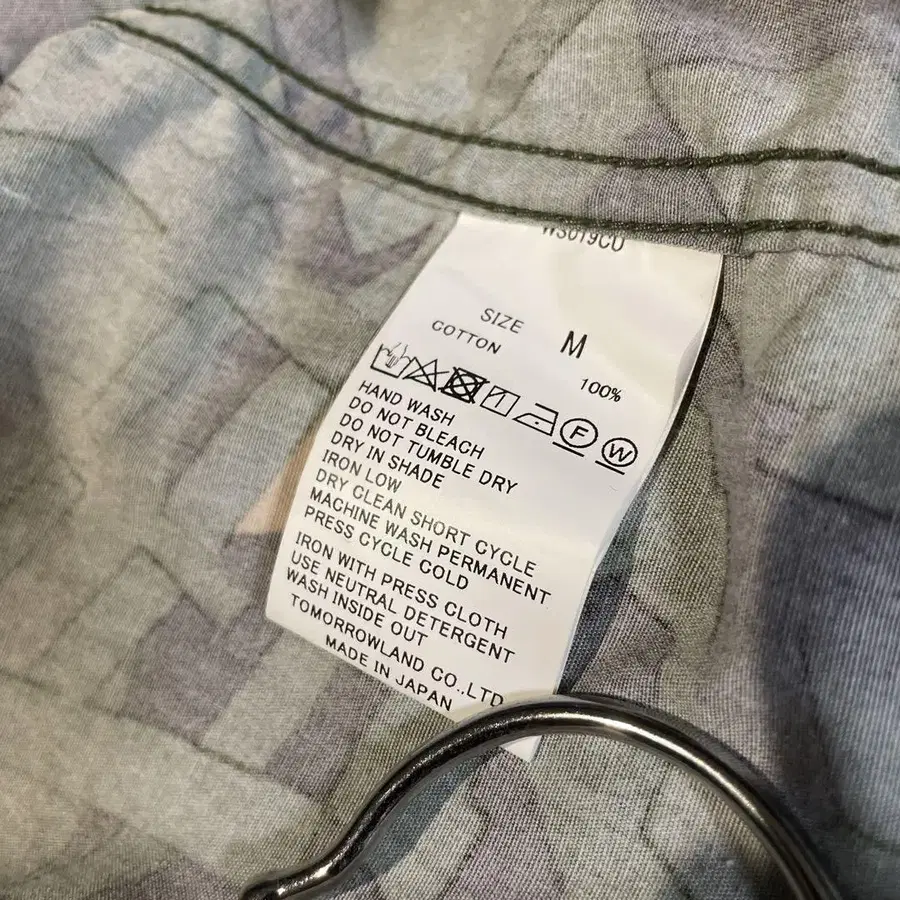 WS019CU
SIZE M
COTTON 100%
F W
HAND WASH
DO NOT BLEACH
DO NOT TUMBLE DRY
DRY IN SHADE
IRON LOW
DRY CLEAN SHORT CYCLE
MACHINE WASH PERMANENT
PRESS CYCLE COLD
IRON WITH PRESS CLOTH
USE NEUTRAL DETERGENT
WASH INSIDE OUT
TOMORROWLAND CO.,LTD
MADE IN JAPAN